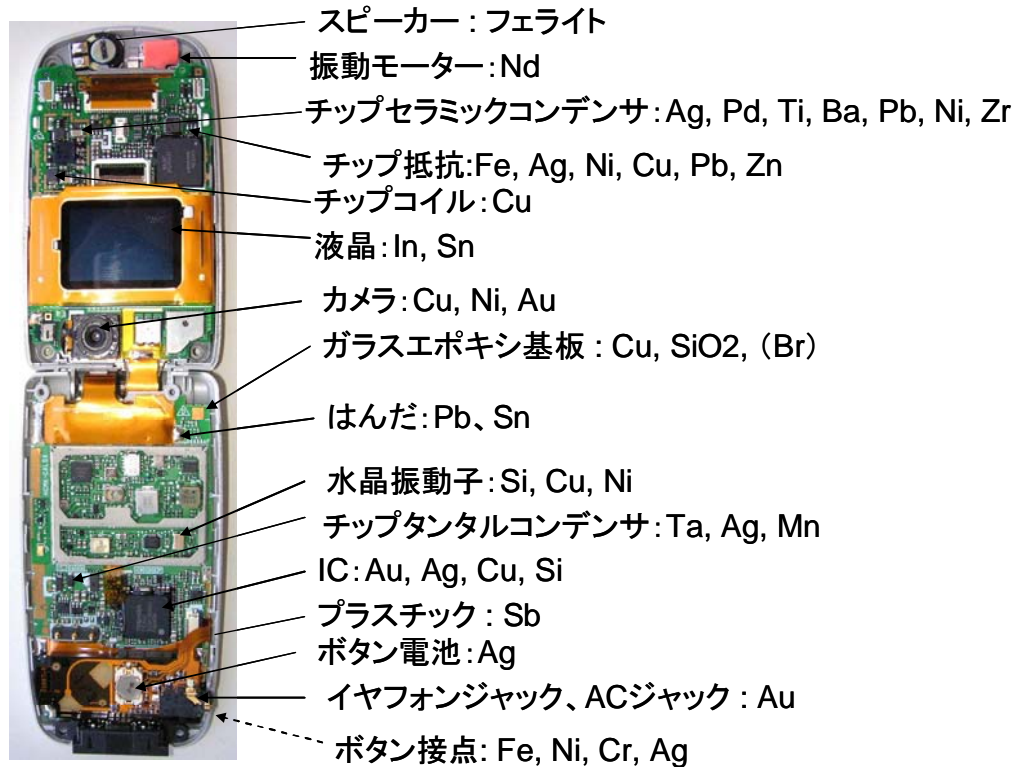 スピーカー : フェライト
振動モーター:Nd
チップセラミックコンデンサ:Ag, Pd, Ti, Ba, Pb, Ni, Zr
チップ抵抗:Fe, Ag, Ni, Cu, Pb, Zn
チップコイル:Cu
液晶:In, Sn
カメラ:Cu, Ni, Au
ガラスエポキシ基板 : Cu, SiO2, (Br)
はんだ:Pb、Sn
水晶振動子:Si, Cu, Ni
チップタンタルコンデンサ:Ta, Ag, Mn
IC:Au, Ag, Cu, Si
プラスチック : Sb
ボタン電池:Ag
イヤフォンジャック、ACジャック : Au
ボタン接点: Fe, Ni, Cr, Ag